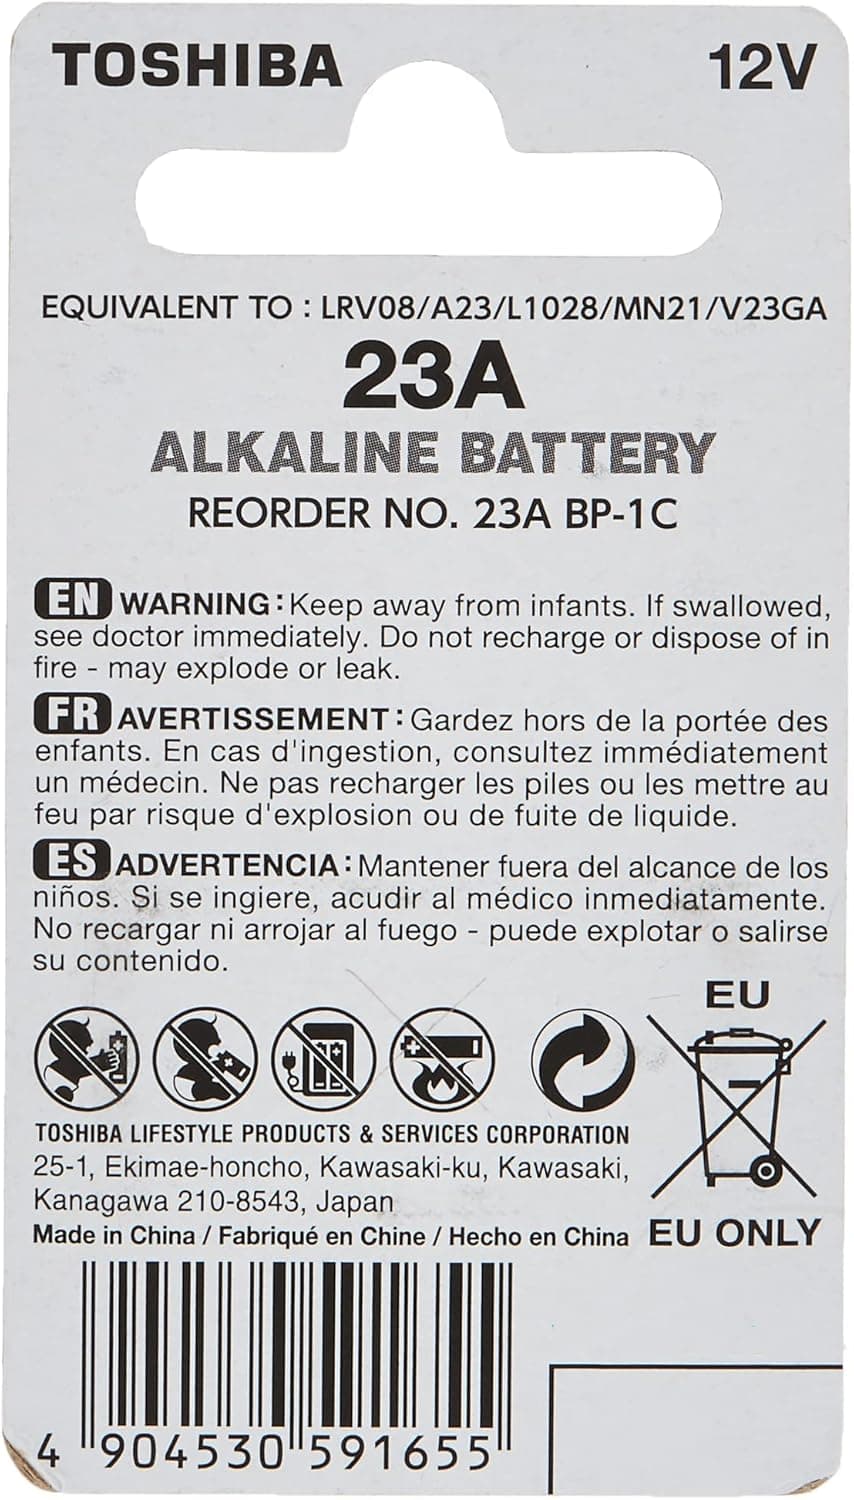 TOSHIBA 12V
EQUIVALENT TO : LRV08/A23/L1028/MN21/V23GA
23A
ALKALINE BATTERY
REORDER NO. 23A BP-1C
EN WARNING: Keep away from infants. If swallowed,
see doctor immediately. Do not recharge or dispose of in
fire - may explode or leak.
FR AVERTISSEMENT: Gardez hors de la portée des
enfants. En cas d'ingestion, consultez immédiatement
un médecin. Ne pas recharger les piles ou les mettre au
feu par risque d'explosion ou de fuite de liquide.
ES ADVERTENCIA: Mantener fuera del alcance de los
niños. Si se ingiere, acudir al médico inmediatamente.
No recargar ni arrojar al fuego - puede explotar o salirse
su contenido.
EU
TOSHIBA LIFESTYLE PRODUCTS & SERVICES CORPORATION
25-1, Ekimae-honcho, Kawasaki-ku, Kawasaki,
Kanagawa 210-8543, Japan
Made in China / Fabriqué en Chine / Hecho en China
EU ONLY
4 904530 591655